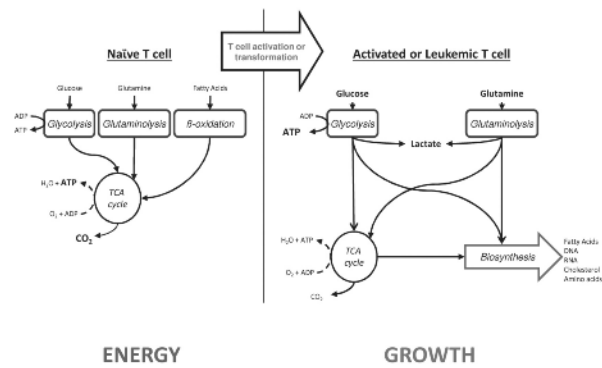 Naïve T cell
T cell activation or
transformation
Activated or Leukemic T cell
Glucose
Glutamine
Fatty Acids
ADP
ATP
Glycolysis
Glutaminolysis
ß-oxidation
H₂O + ATP
O₂ + ADP
TCA
cycle
CO₂
Glucose
Glutamine
ADP
ATP
Glycolysis
Glutaminolysis
Lactate
H₂O + ATP
O₂ + ADP
TCA
cycle
CO₂
Biosynthesis
Fatty Acids
DNA
RNA
Cholesterol
Amino acids
ENERGY
GROWTH